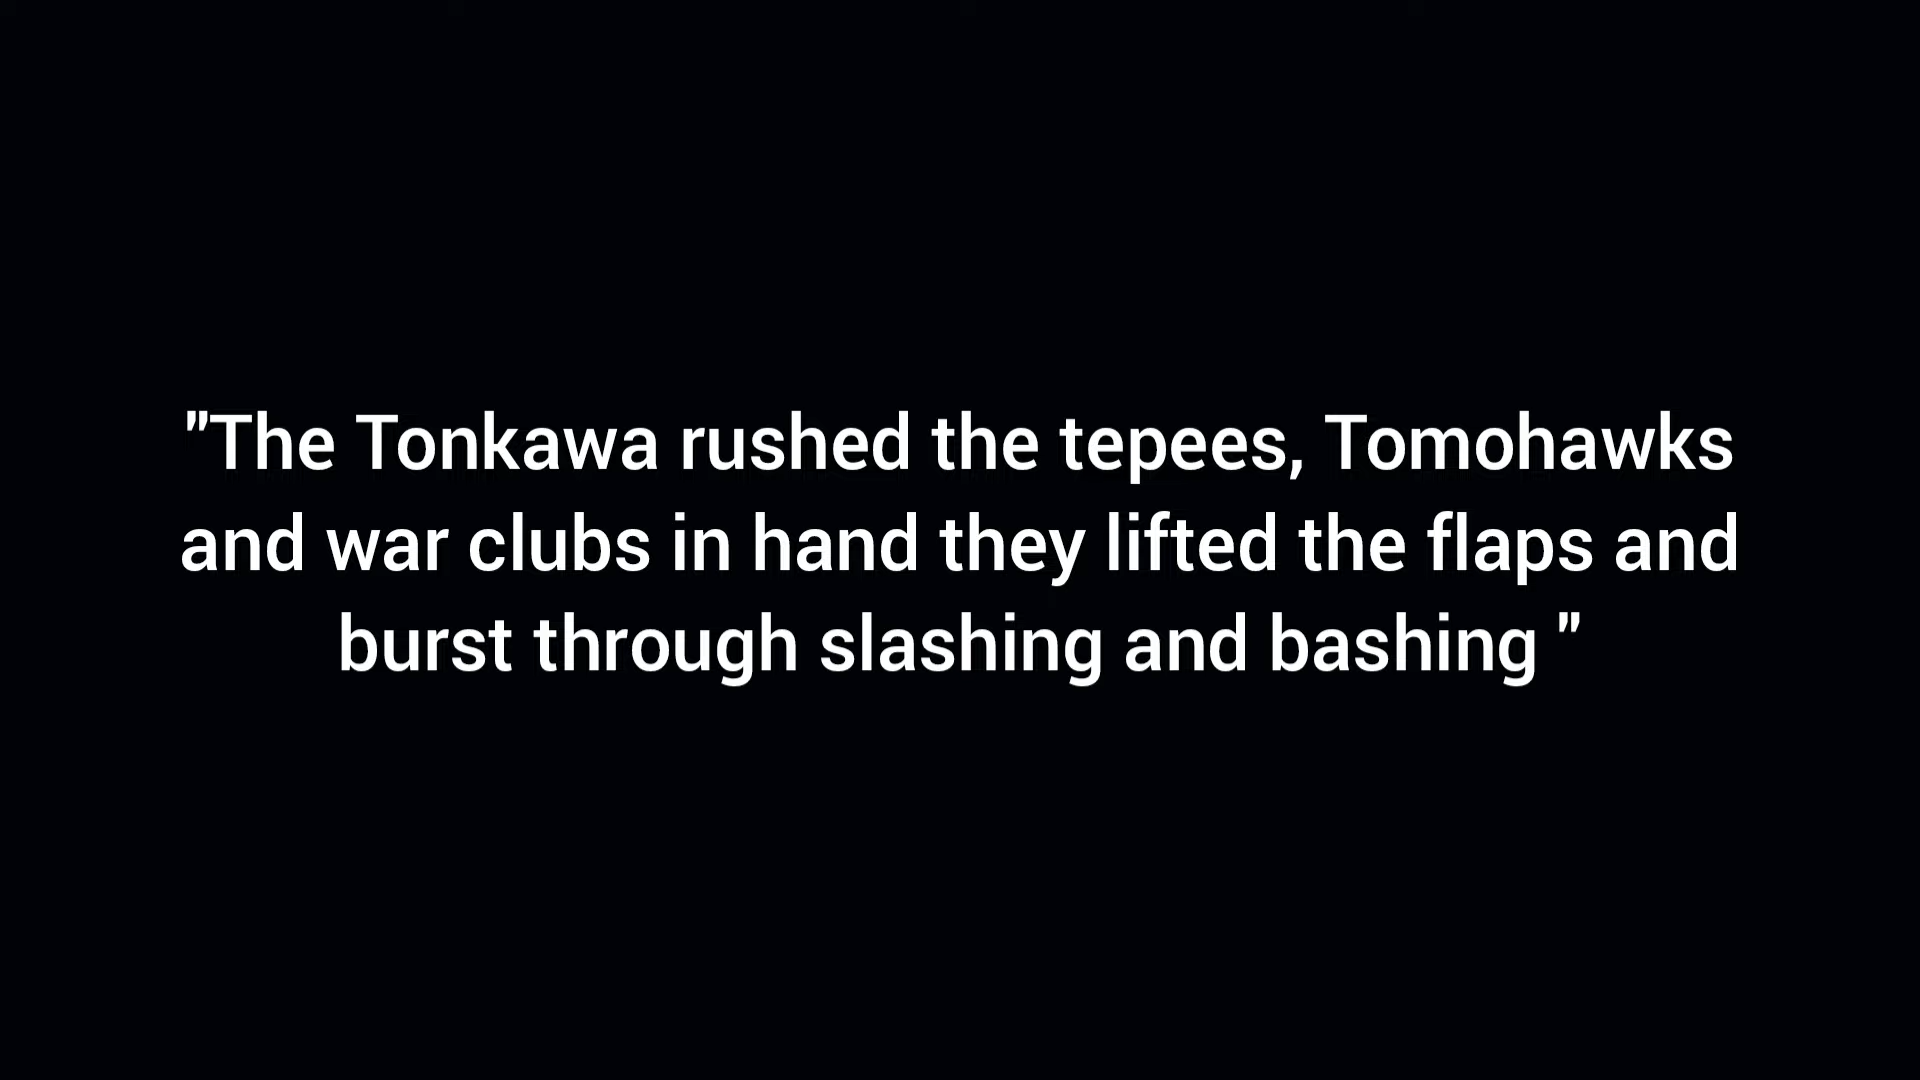 "The Tonkawa rushed the tepees, Tomohawks
and war clubs in hand they lifted the flaps and
burst through slashing and bashing "